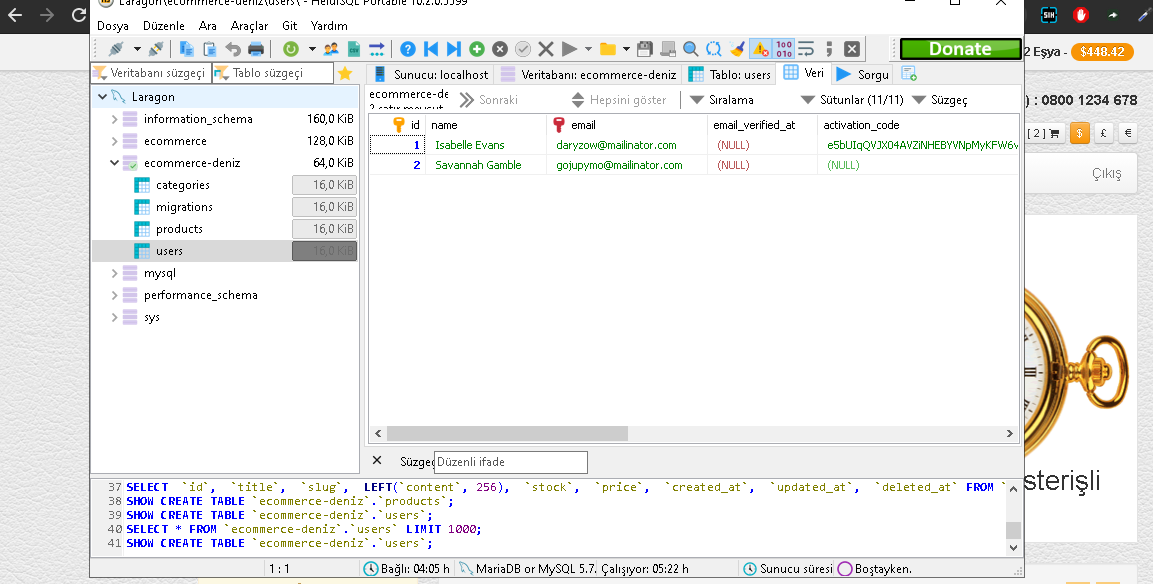 Laragon\ecommerce-deniz\users\ - HeidiSQL Portable 10.2.0.5599
Dosya Düzenle Ara Araçlar Git Yardım
Donate
Veritabanı süzgeci Tablo süzgeci
Sunucu: localhost Veritabanı: ecommerce-deniz Tablo: users Veri Sorgu
ecommerce-de
Sonraki Hepsini göster Sıralama Sütunlar (11/11) Süzgeç
Laragon
information_schema 160,0 KiB
ecommerce 128,0 KiB
ecommerce-deniz 64,0 KiB
categories 16,0 KiB
migrations 16,0 KiB
products 16,0 KiB
users 16,0 KiB
mysql
performance_schema
sys
id name email email_verified_at activation_code
1 Isabelle Evans daryzow@mailinator.com (NULL)
2 Savannah Gamble gojupymo@mailinator.com (NULL) (NULL)
Süzgeç Düzenli ifade
37 SELECT `id`, `title`, `slug`, LEFT(`content`, 256), `stock`, `price`, `created_at`, `updated_at`, `deleted_at` FROM `
38 SHOW CREATE TABLE `ecommerce-deniz`.`products`;
39 SHOW CREATE TABLE `ecommerce-deniz`.`users`;
40 SELECT * FROM `ecommerce-deniz`.`users` LIMIT 1000;
41 SHOW CREATE TABLE `ecommerce-deniz`.`users`;
1 : 1 Bağlı: 04:05 h MariaDB or MySQL 5.7. Çalışıyor: 05:22 h Sunucu süresi Boştayken.
SIH
2 Eşya - $448.42
) : 0800 1234 678
[ 2 ] $ £ €
Çıkış
sterişli